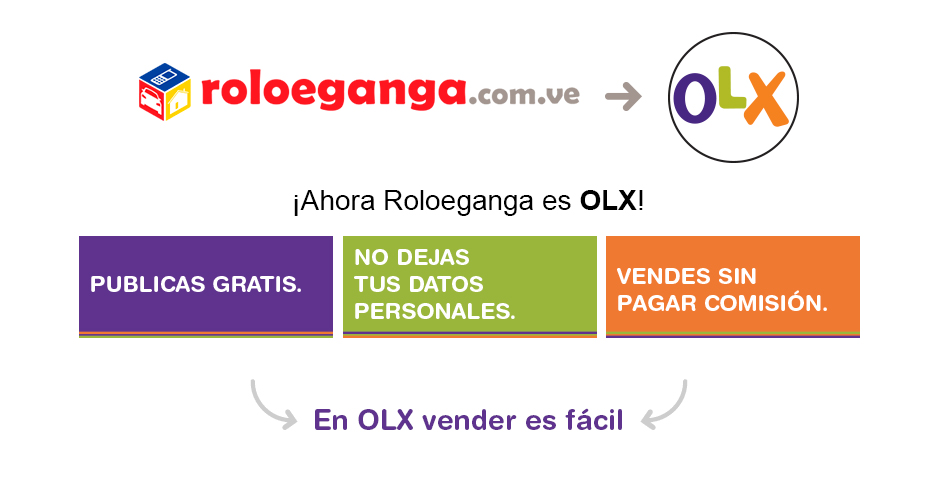 roloeganga.com.ve
OLX
¡Ahora Roloeganga es OLX!
PUBLICAS GRATIS.
NO DEJAS
TUS DATOS
PERSONALES.
VENDES SIN
PAGAR COMISIÓN.
En OLX vender es fácil